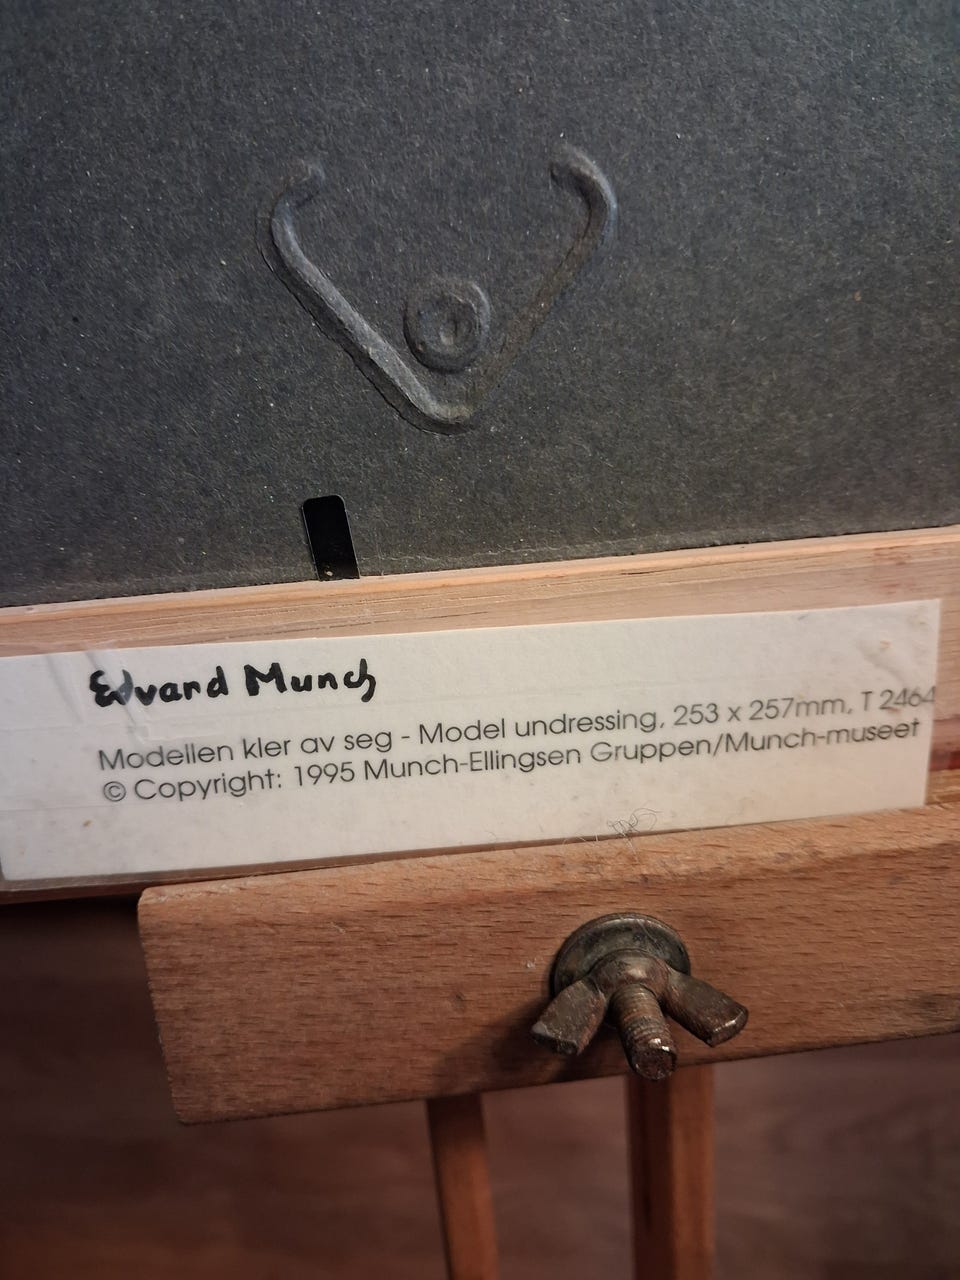 Edvard Munch
Modellen kler av seg - Model undressing, 253 x 257mm, T 2464
© Copyright: 1995 Munch-Ellingsen Gruppen/Munch-museet